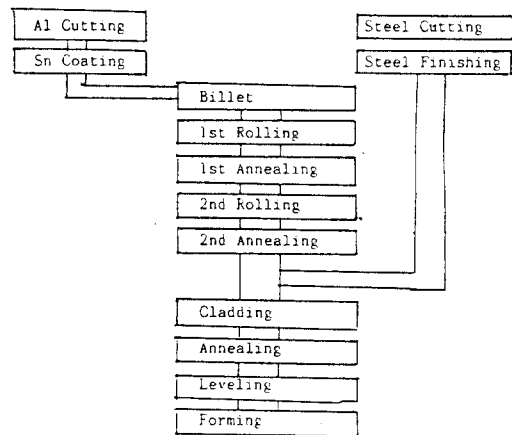 Al Cutting
Steel Cutting
Sn Coating
Steel Finishing
Billet
1st Rolling
1st Annealing
2nd Rolling
2nd Annealing
Cladding
Annealing
Leveling
Forming